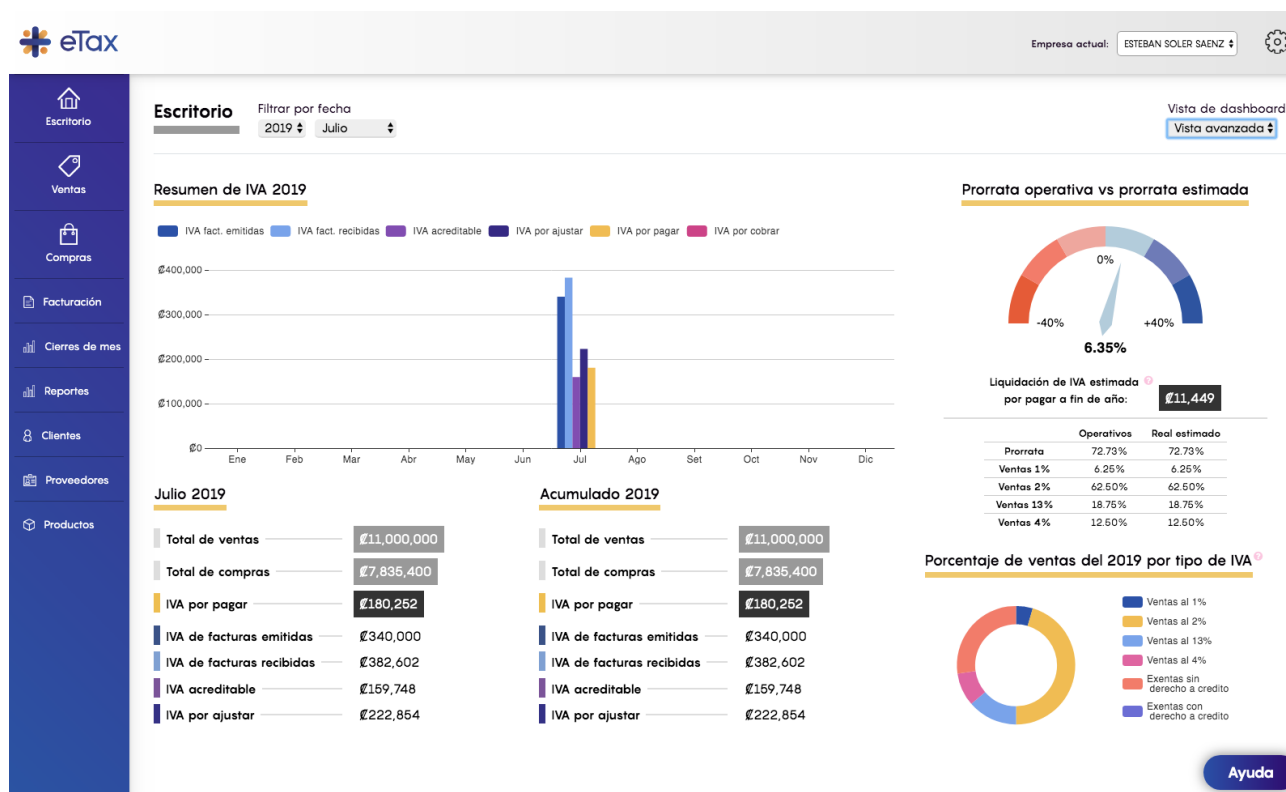 eTax
Empresa actual: ESTEBAN SOLER SAENZ
Escritorio
Ventas
Compras
Facturación
Cierres de mes
Reportes
Clientes
Proveedores
Productos
Escritorio
Filtrar por fecha
2019 Julio
Vista de dashboard
Vista avanzada
Resumen de IVA 2019
IVA fact. emitidas IVA fact. recibidas IVA acreditable IVA por ajustar IVA por pagar IVA por cobrar
₡400,000
₡300,000
₡200,000
₡100,000
₡0
Ene Feb Mar Abr May Jun Jul Ago Set Oct Nov Dic
Julio 2019
Total de ventas ₡11,000,000
Total de compras ₡7,835,400
IVA por pagar ₡180,252
IVA de facturas emitidas ₡340,000
IVA de facturas recibidas ₡382,602
IVA acreditable ₡159,748
IVA por ajustar ₡222,854
Acumulado 2019
Total de ventas ₡11,000,000
Total de compras ₡7,835,400
IVA por pagar ₡180,252
IVA de facturas emitidas ₡340,000
IVA de facturas recibidas ₡382,602
IVA acreditable ₡159,748
IVA por ajustar ₡222,854
Prorrata operativa vs prorrata estimada
0%
-40% +40%
6.35%
Liquidación de IVA estimada ?
por pagar a fin de año: ₡11,449
Operativos Real estimado
Prorrata 72.73% 72.73%
Ventas 1% 6.25% 6.25%
Ventas 2% 62.50% 62.50%
Ventas 13% 18.75% 18.75%
Ventas 4% 12.50% 12.50%
Porcentaje de ventas del 2019 por tipo de IVA ?
Ventas al 1%
Ventas al 2%
Ventas al 13%
Ventas al 4%
Exentas sin
derecho a credito
Exentas con
derecho a credito
Ayuda